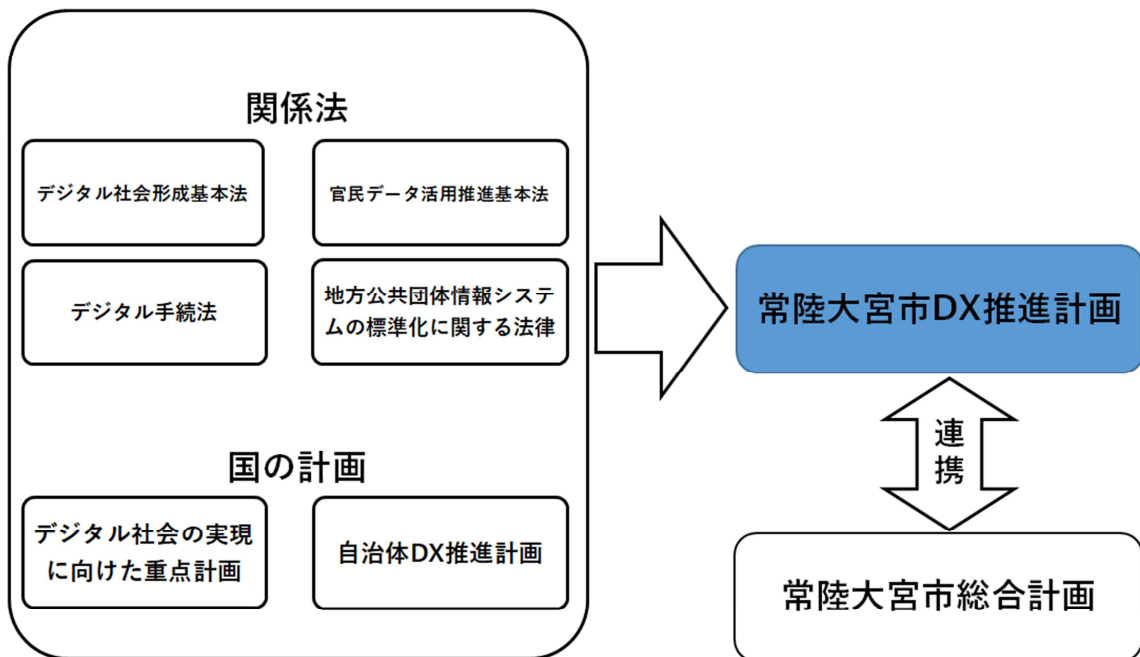 関係法
デジタル社会形成基本法
官民データ活用推進基本法
デジタル手続法
地方公共団体情報システ
ムの標準化に関する法律
国の計画
デジタル社会の実現
に向けた重点計画
自治体DX推進計画
常陸大宮市DX推進計画
連
携
常陸大宮市総合計画